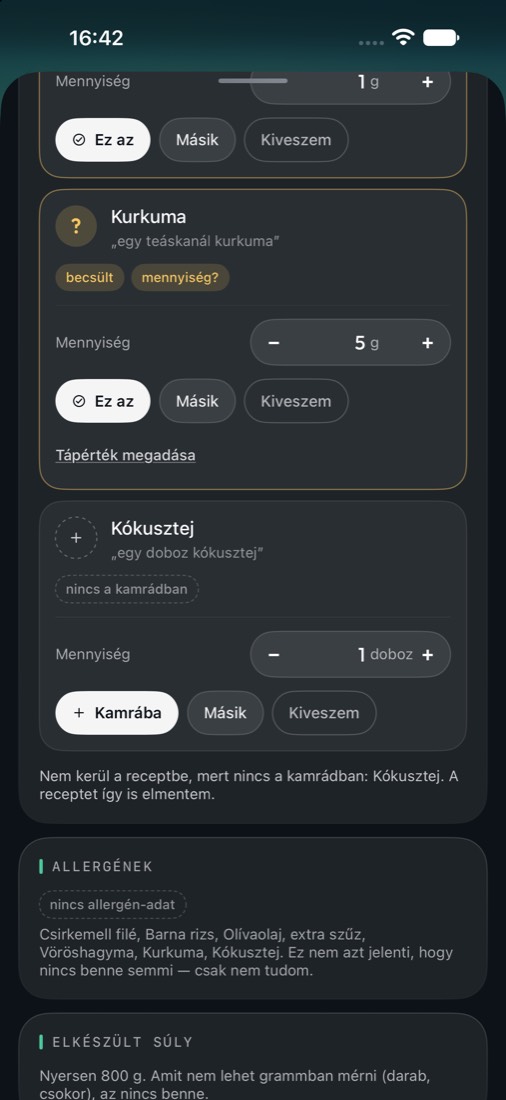 16:42
Mennyiség 1 g +
Ez az Másik Kiveszem
? Kurkuma
„egy teáskanál kurkuma”
becsült mennyiség?
Mennyiség − 5 g +
Ez az Másik Kiveszem
Tápérték megadása
+ Kókusztej
„egy doboz kókusztej”
nincs a kamrádban
Mennyiség − 1 doboz +
+ Kamrába Másik Kiveszem
Nem kerül a receptbe, mert nincs a kamrádban: Kókusztej. A
receptet így is elmentem.
ALLERGÉNEK
nincs allergén-adat
Csirkemell filé, Barna rizs, Olívaolaj, extra szűz,
Vöröshagyma, Kurkuma, Kókusztej. Ez nem azt jelenti, hogy
nincs benne semmi — csak nem tudom.
ELKÉSZÜLT SÚLY
Nyersen 800 g. Amit nem lehet grammban mérni (darab,
csokor), az nincs benne.